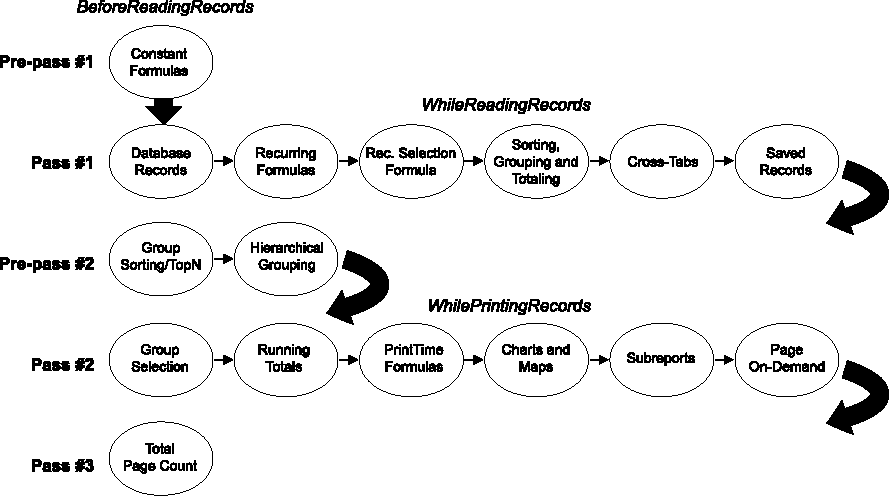 BeforeReadingRecords
Pre-pass #1
Constant
Formulas
WhileReadingRecords
Pass #1
Database
Records
Recurring
Formulas
Rec. Selection
Formula
Sorting,
Grouping and
Totaling
Cross-Tabs
Saved
Records
Pre-pass #2
Group
Sorting/TopN
Hierarchical
Grouping
WhilePrintingRecords
Pass #2
Group
Selection
Running
Totals
PrintTime
Formulas
Charts and
Maps
Subreports
Page
On-Demand
Pass #3
Total
Page Count